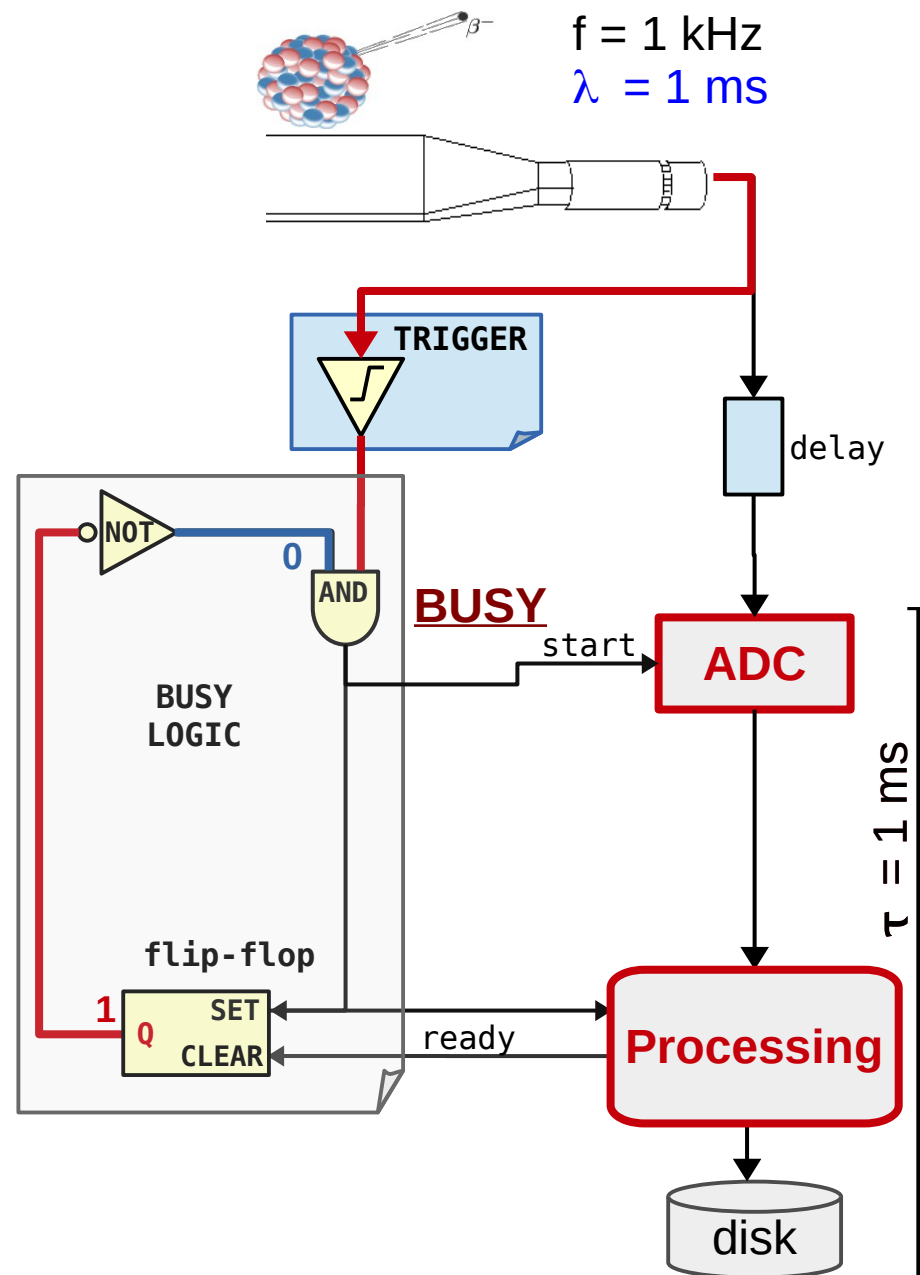 β⁻
f = 1 kHz
λ = 1 ms
TRIGGER
delay
NOT
0
AND
BUSY
start
ADC
BUSY
LOGIC
τ = 1 ms
flip-flop
1
Q
SET
CLEAR
ready
Processing
disk